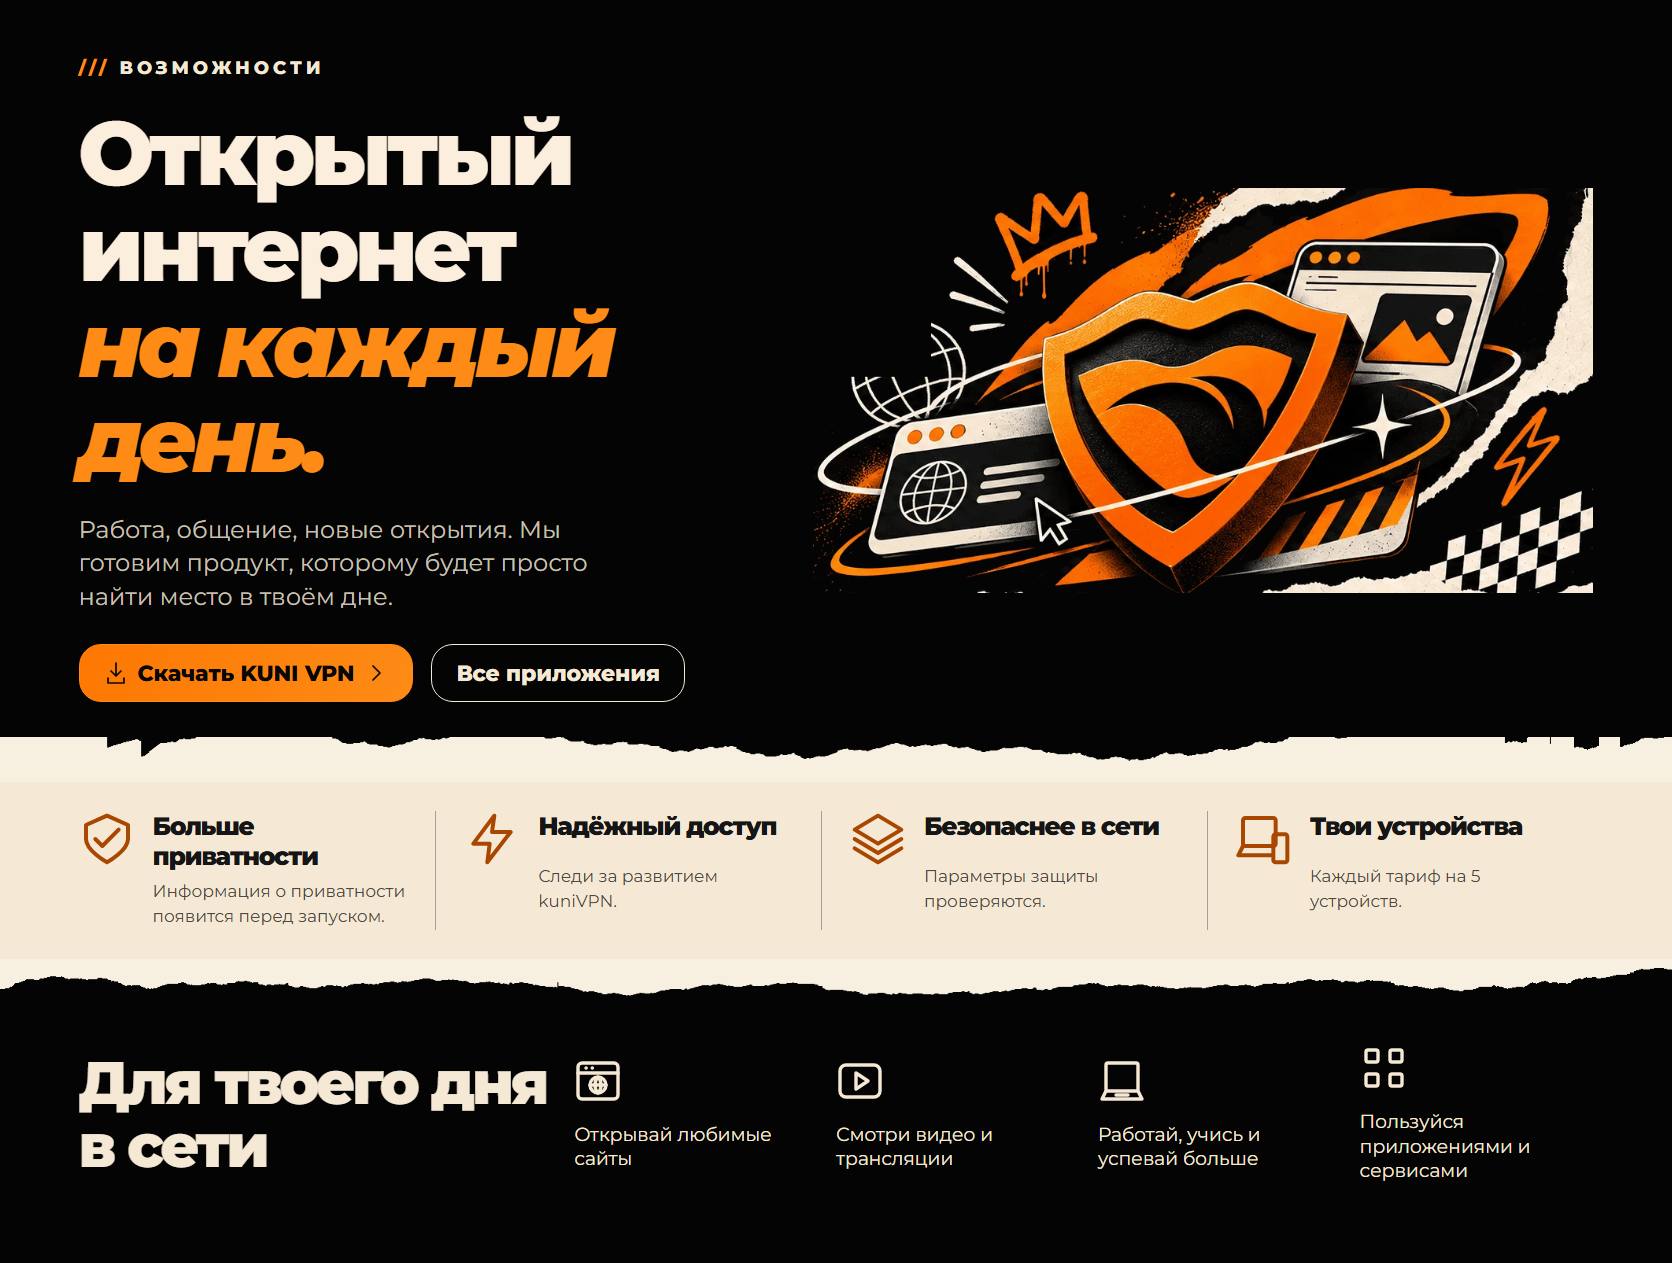 /// ВОЗМОЖНОСТИ
Открытый
интернет
на каждый
день.
Работа, общение, новые открытия. Мы
готовим продукт, которому будет просто
найти место в твоём дне.
Скачать KUNI VPN
Все приложения
Больше
приватности
Информация о приватности
появится перед запуском.
Надёжный доступ
Следи за развитием
kuniVPN.
Безопаснее в сети
Параметры защиты
проверяются.
Твои устройства
Каждый тариф на 5
устройств.
Для твоего дня
в сети
Открывай любимые
сайты
Смотри видео и
трансляции
Работай, учись и
успевай больше
Пользуйся
приложениями и
сервисами